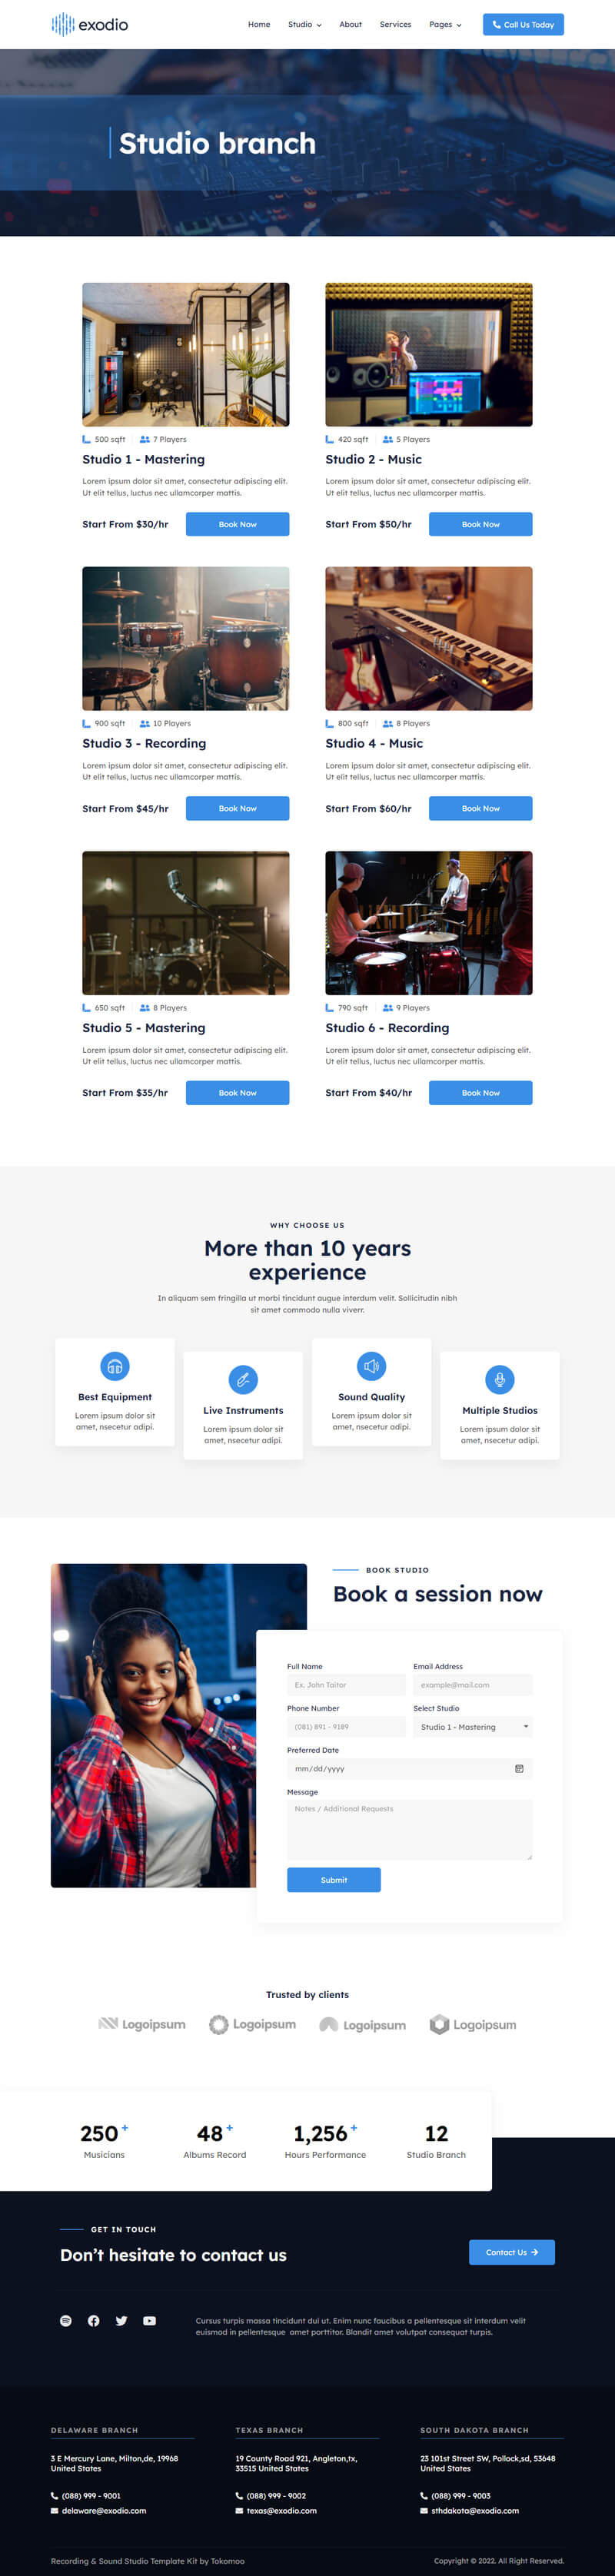 exodio
Home Studio About Services Pages Call Us Today
Studio branch
500 sqft 7 Players
Studio 1 - Mastering
Lorem ipsum dolor sit amet, consectetur adipiscing elit.
Ut elit tellus, luctus nec ullamcorper mattis.
Start From $30/hr Book Now
420 sqft 5 Players
Studio 2 - Music
Lorem ipsum dolor sit amet, consectetur adipiscing elit.
Ut elit tellus, luctus nec ullamcorper mattis.
Start From $50/hr Book Now
900 sqft 10 Players
Studio 3 - Recording
Lorem ipsum dolor sit amet, consectetur adipiscing elit.
Ut elit tellus, luctus nec ullamcorper mattis.
Start From $45/hr Book Now
800 sqft 8 Players
Studio 4 - Music
Lorem ipsum dolor sit amet, consectetur adipiscing elit.
Ut elit tellus, luctus nec ullamcorper mattis.
Start From $60/hr Book Now
650 sqft 8 Players
Studio 5 - Mastering
Lorem ipsum dolor sit amet, consectetur adipiscing elit.
Ut elit tellus, luctus nec ullamcorper mattis.
Start From $35/hr Book Now
790 sqft 9 Players
Studio 6 - Recording
Lorem ipsum dolor sit amet, consectetur adipiscing elit.
Ut elit tellus, luctus nec ullamcorper mattis.
Start From $40/hr Book Now
WHY CHOOSE US
More than 10 years
experience
In aliquam sem fringilla ut morbi tincidunt augue interdum velit. Sollicitudin nibh
sit amet commodo nulla viverr.
Best Equipment
Lorem ipsum dolor sit
amet, nsecetur adipi.
Live Instruments
Lorem ipsum dolor sit
amet, nsecetur adipi.
Sound Quality
Lorem ipsum dolor sit
amet, nsecetur adipi.
Multiple Studios
Lorem ipsum dolor sit
amet, nsecetur adipi.
BOOK STUDIO
Book a session now
Full Name Email Address
Ex. John Taitor example@mail.com
Phone Number Select Studio
(081) 891 - 9189 Studio 1 - Mastering
Preferred Date
mm/dd/yyyy
Message
Notes / Additional Requests
Submit
Trusted by clients
Logoipsum Logoipsum Logoipsum Logoipsum
250+ 48+ 1,256+ 12
Musicians Albums Record Hours Performance Studio Branch
GET IN TOUCH
Don't hesitate to contact us
Contact Us
Cursus turpis massa tincidunt dui ut. Enim nunc faucibus a pellentesque sit interdum velit
euismod in pellentesque amet porttitor. Blandit amet volutpat consequat turpis.
DELAWARE BRANCH
3 E Mercury Lane, Milton,de, 19968
United States
(088) 999 - 9001
delaware@exodio.com
TEXAS BRANCH
19 County Road 921, Angleton,tx,
33515 United States
(088) 999 - 9002
texas@exodio.com
SOUTH DAKOTA BRANCH
23 101st Street SW, Pollock,sd, 53648
United States
(088) 999 - 9003
sthdakota@exodio.com
Recording & Sound Studio Template Kit by Tokomoo
Copyright © 2022. All Right Reserved.